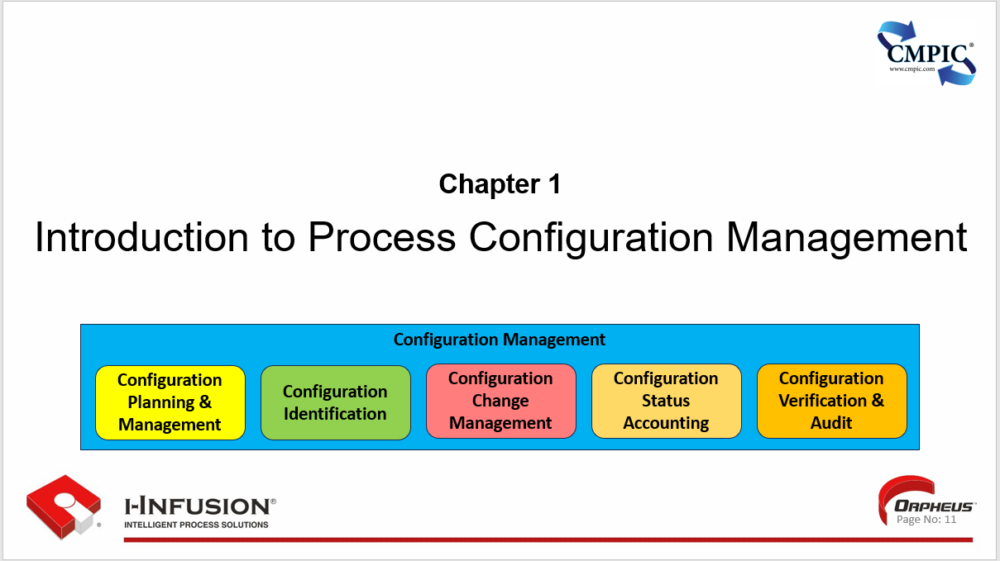 CMPIC®
www.cmpic.com
Chapter 1
Introduction to Process Configuration Management
Configuration Management
Configuration
Planning &
Management
Configuration
Identification
Configuration
Change
Management
Configuration
Status
Accounting
Configuration
Verification &
Audit
I-INFUSION®
INTELLIGENT PROCESS SOLUTIONS
®
ORPHEUS™
Page No: 11